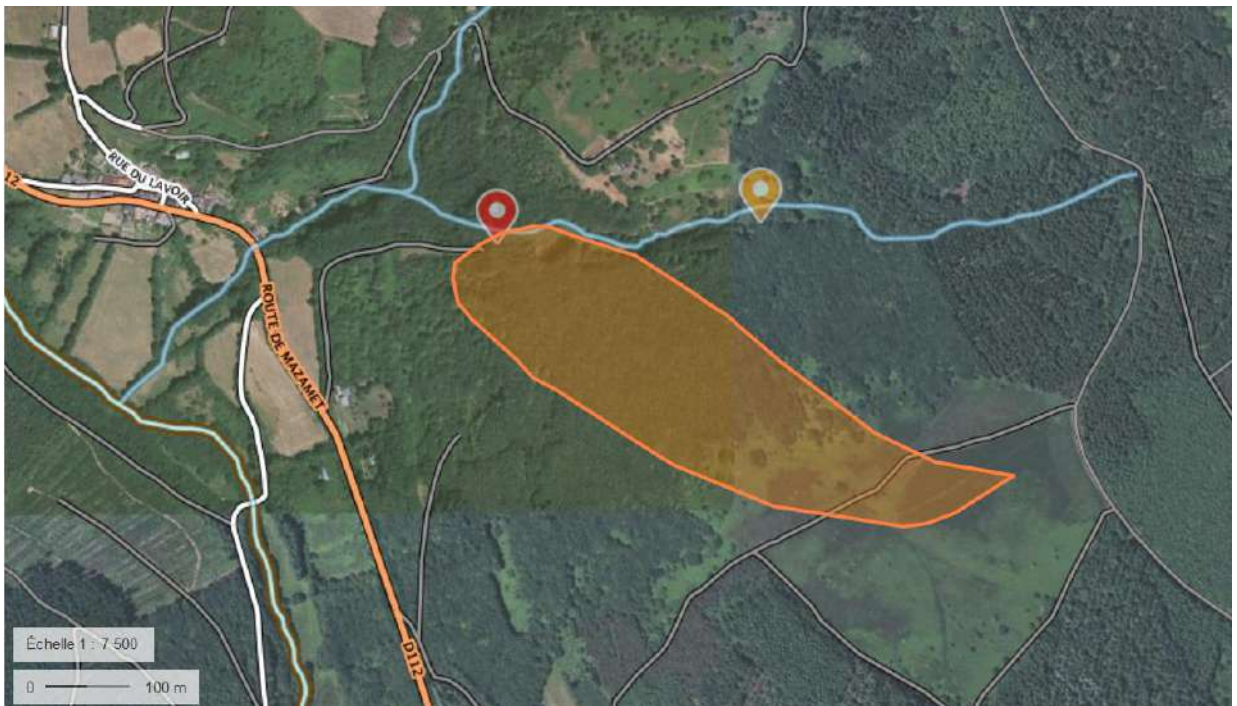 RUE DU LAVOIR
12
ROUTE DE MAZAMET
D112
Échelle 1 : 7 500
0 100 m